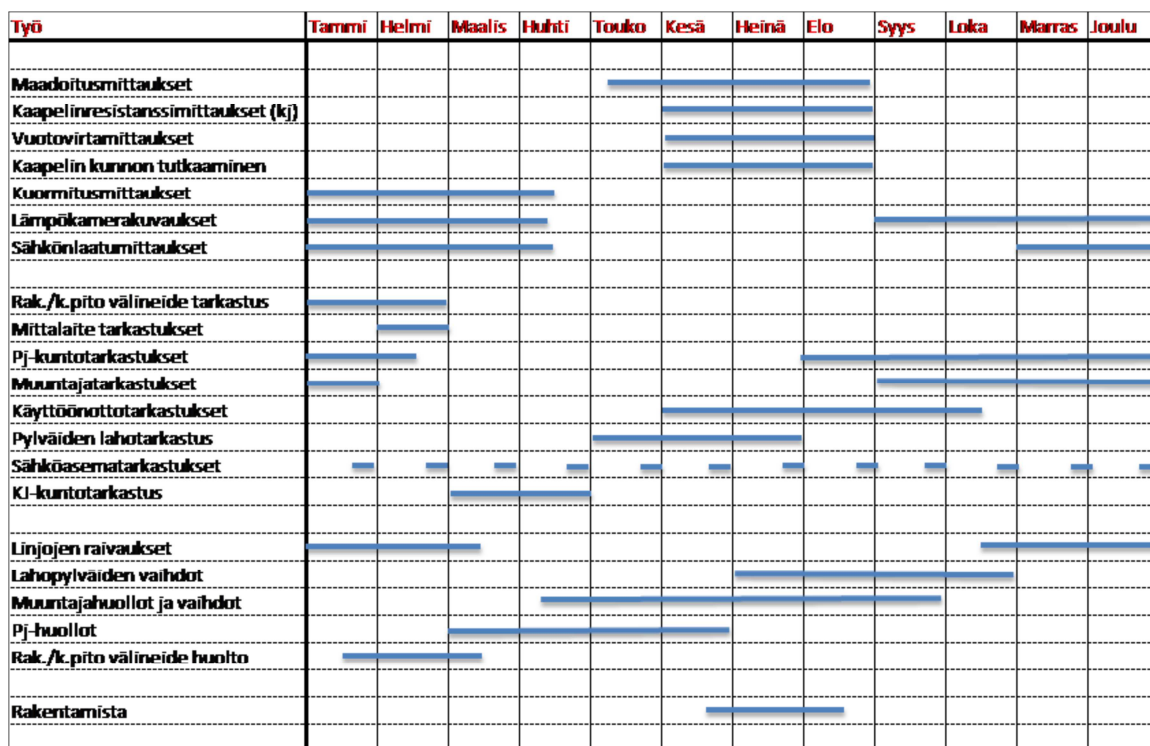 Työ Tammi Helmi Maalis Huhti Touko Kesä Heinä Elo Syys Loka Marras Joulu
Maadoitusmittaukset
Kaapelinresistanssimittaukset (kj)
Vuotovirtamittaukset
Kaapelin kunnon tutkaaminen
Kuormitusmittaukset
Lämpökamerakuvaukset
Sähkönlaatumittaukset
Rak./k.pito välineide tarkastus
Mittalaite tarkastukset
Pj-kuntotarkastukset
Muuntajatarkastukset
Käyttöönottotarkastukset
Pylväiden lahotarkastus
Sähköasematarkastukset
KJ-kuntotarkastus
Linjojen raivaukset
Lahopylväiden vaihdot
Muuntajahuollot ja vaihdot
Pj-huollot
Rak./k.pito välineide huolto
Rakentamista